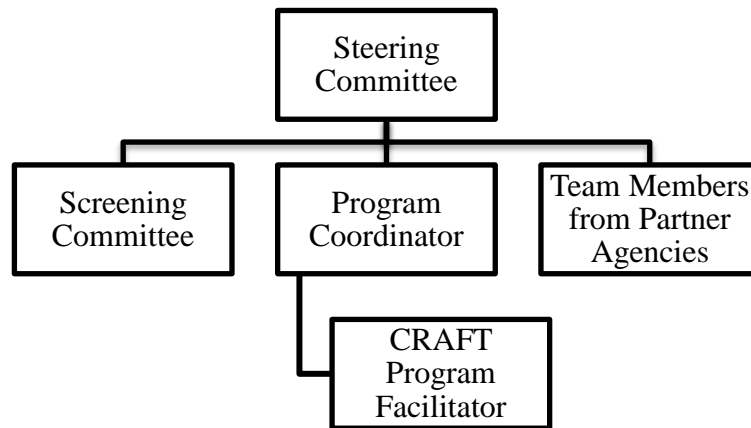 Steering
Committee
Screening
Committee
Program
Coordinator
Team Members
from Partner
Agencies
CRAFT
Program
Facilitator